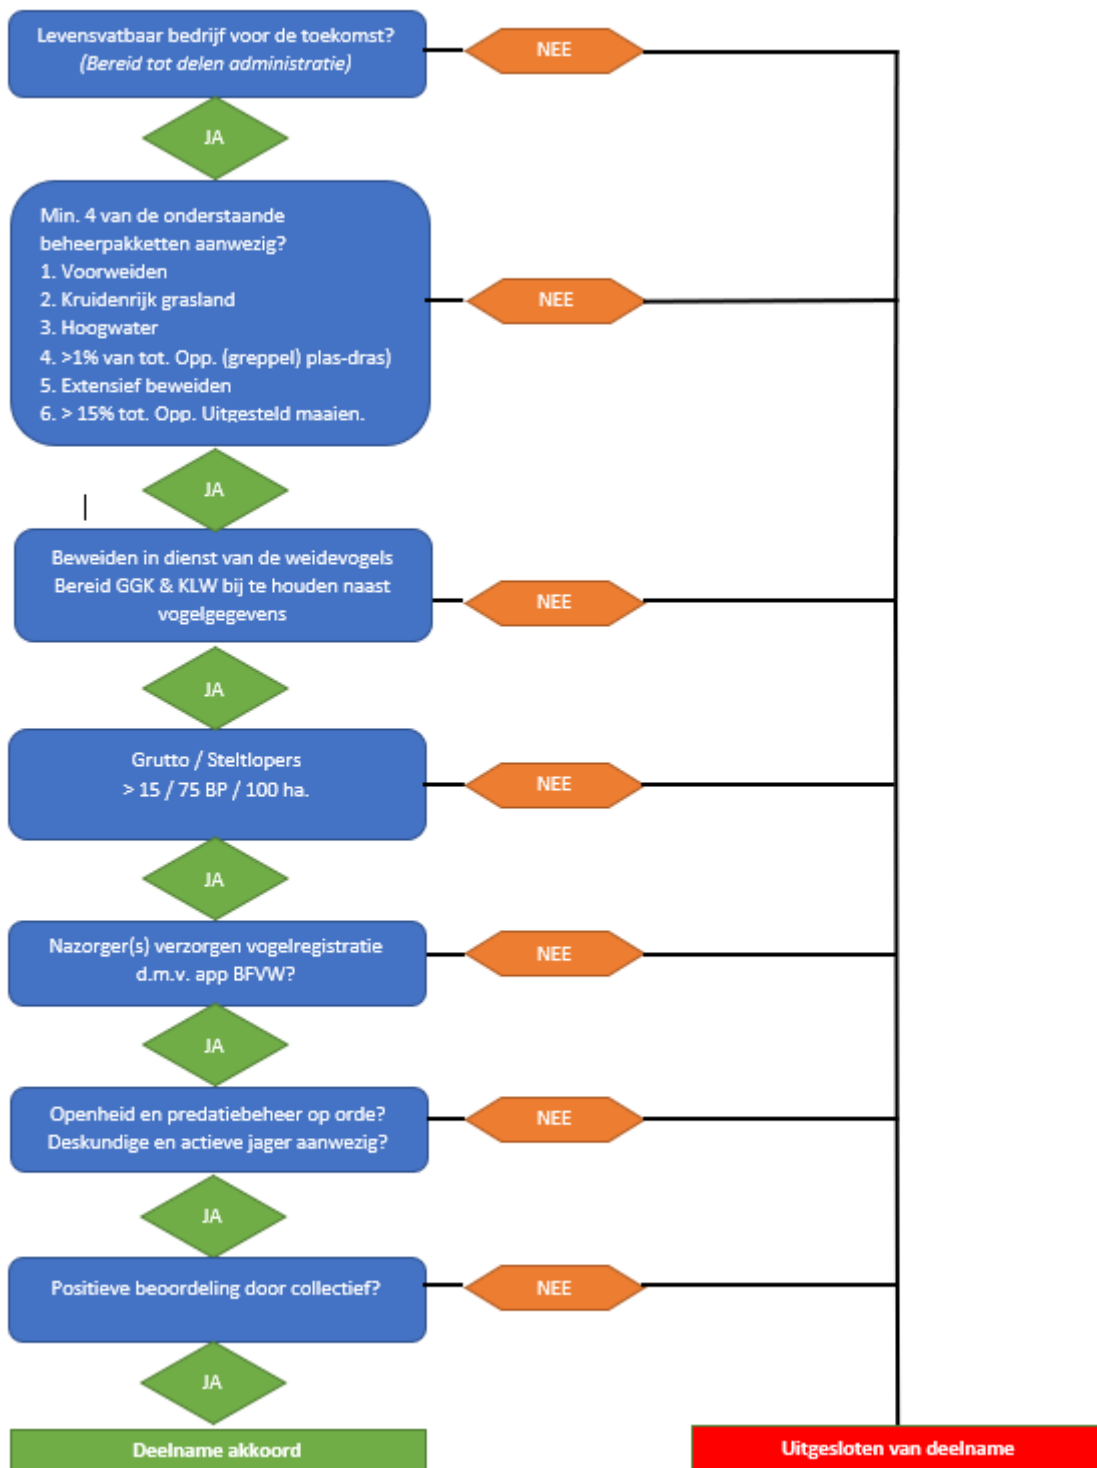 Levensvatbaar bedrijf voor de toekomst?
(Bereid tot delen administratie)
NEE
JA
Min. 4 van de onderstaande
beheerpakketten aanwezig?
1. Voorweiden
2. Kruidenrijk grasland
3. Hoogwater
4. >1% van tot. Opp. (greppel) plas-dras)
5. Extensief beweiden
6. > 15% tot. Opp. Uitgesteld maaien.
NEE
JA
Beweiden in dienst van de weidevogels
Bereid GGK & KLW bij te houden naast
vogelgegevens
NEE
JA
Grutto / Steltlopers
> 15 / 75 BP / 100 ha.
NEE
JA
Nazorger(s) verzorgen vogelregistratie
d.m.v. app BFVW?
NEE
JA
Openheid en predatiebeheer op orde?
Deskundige en actieve jager aanwezig?
NEE
JA
Positieve beoordeling door collectief?
NEE
JA
Deelname akkoord
Uitgesloten van deelname